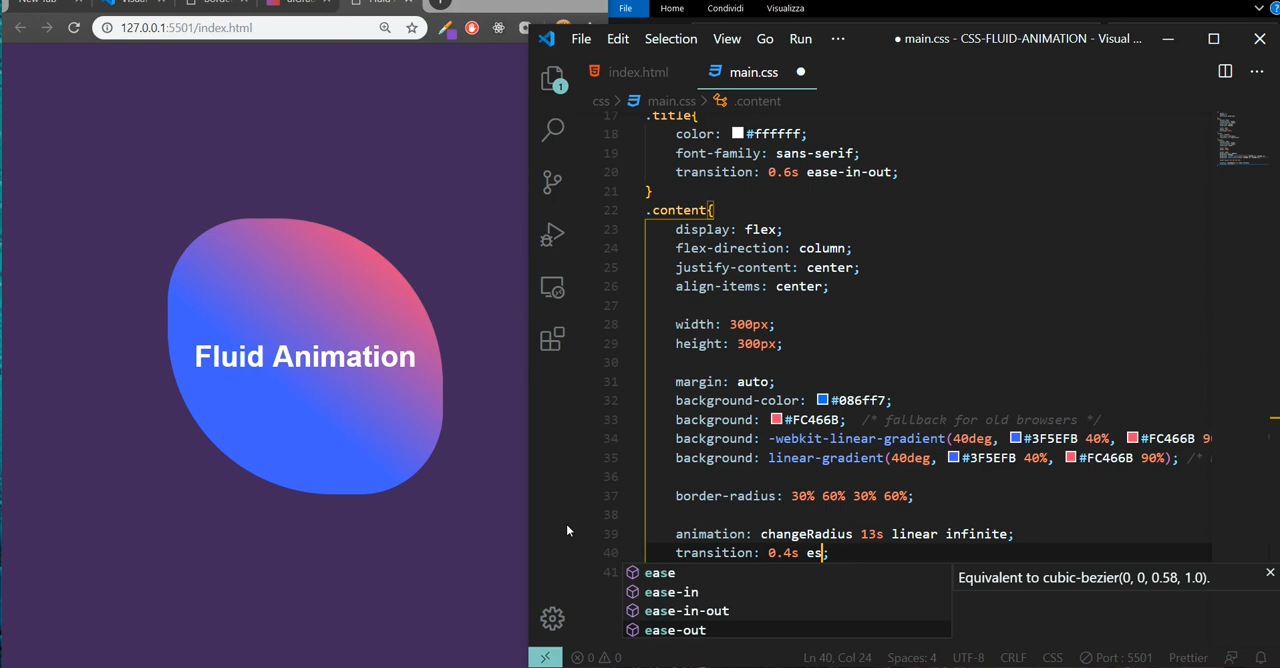 File Home Condividi Visualizza
127.0.0.1:5501/index.html
File Edit Selection View Go Run ··· ● main.css - CSS-FLUID-ANIMATION - Visual ...
index.html main.css ●
css > main.css > .content
1
17 .title{
18 color: #ffffff;
19 font-family: sans-serif;
20 transition: 0.6s ease-in-out;
21 }
22 .content{
23 display: flex;
24 flex-direction: column;
25 justify-content: center;
26 align-items: center;
27
28 width: 300px;
29 height: 300px;
30
31 margin: auto;
32 background-color: #086ff7;
33 background: #FC466B; /* fallback for old browsers */
34 background: -webkit-linear-gradient(40deg, #3F5EFB 40%, #FC466B 9
35 background: linear-gradient(40deg, #3F5EFB 40%, #FC466B 90%); /*
36
37 border-radius: 30% 60% 30% 60%;
38
39 animation: changeRadius 13s linear infinite;
40 transition: 0.4s es;
41
ease
ease-in
ease-in-out
ease-out
Equivalent to cubic-bezier(0, 0, 0.58, 1.0).
Fluid Animation
0 0 Ln 40, Col 24 Spaces: 4 UTF-8 CRLF CSS Port : 5501 Prettier